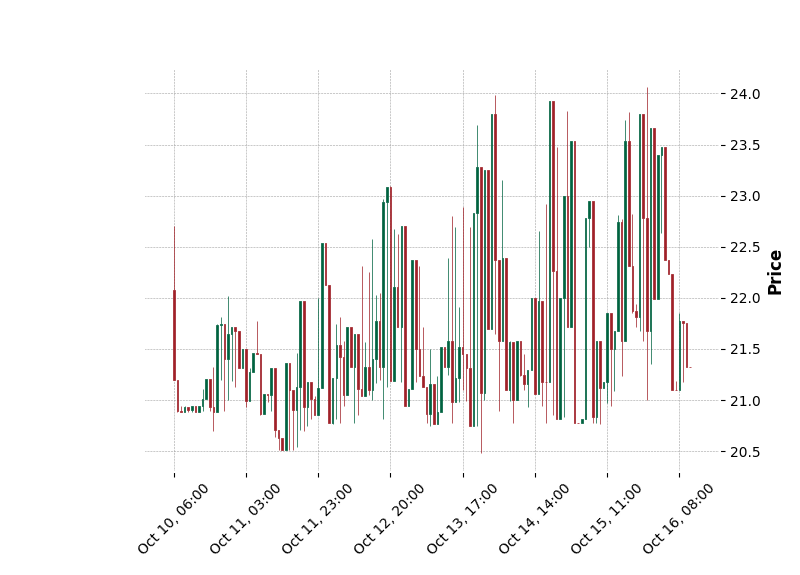 24.0
23.5
23.0
22.5
22.0
21.5
21.0
20.5
Price
Oct 10, 06:00
Oct 11, 03:00
Oct 11, 23:00
Oct 12, 20:00
Oct 13, 17:00
Oct 14, 14:00
Oct 15, 11:00
Oct 16, 08:00